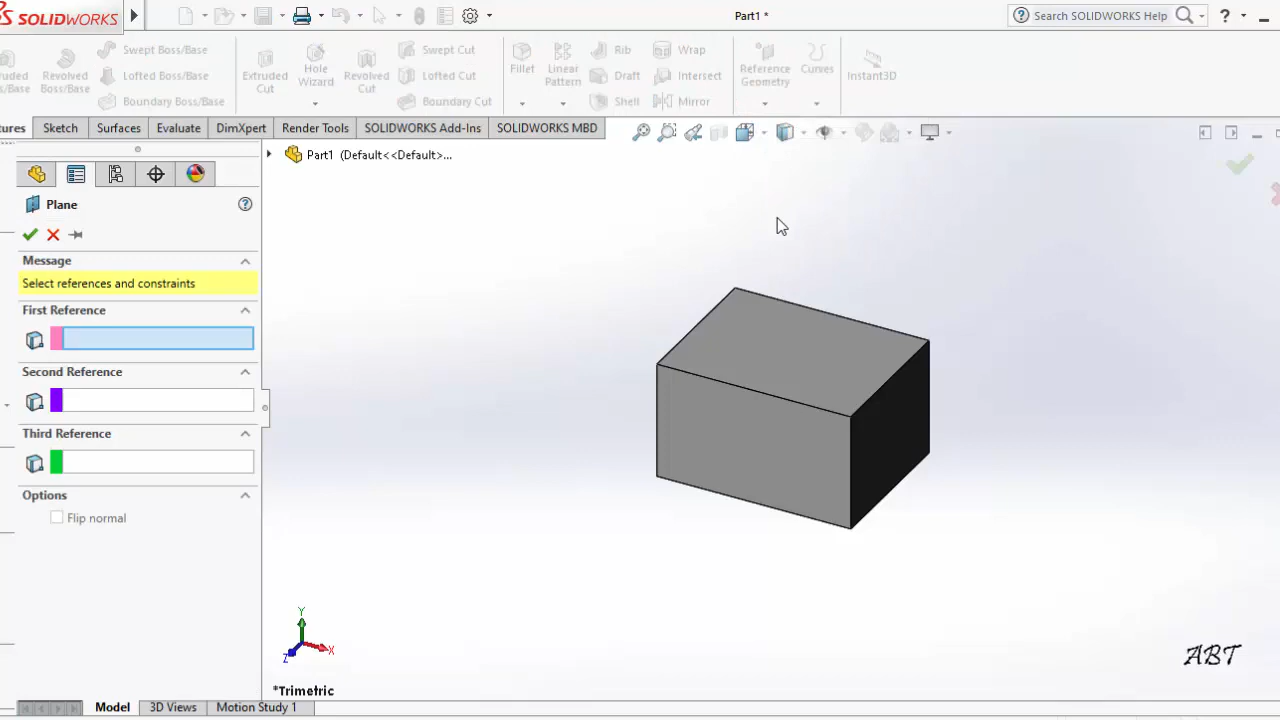 SOLIDWORKS
Part1 *
Search SOLIDWORKS Help
?
Revolved Boss/Base
Swept Boss/Base
Lofted Boss/Base
Boundary Boss/Base
Extruded Cut
Hole Wizard
Revolved Cut
Swept Cut
Lofted Cut
Boundary Cut
Fillet
Linear Pattern
Rib
Draft
Shell
Wrap
Intersect
Mirror
Reference Geometry
Curves
Instant3D
Sketch
Surfaces
Evaluate
DimXpert
Render Tools
SOLIDWORKS Add-Ins
SOLIDWORKS MBD
Part1 (Default<<Default>...
Plane
?
Message
Select references and constraints
First Reference
Second Reference
Third Reference
Options
Flip normal
Y
X
Z
*Trimetric
ABT
Model
3D Views
Motion Study 1